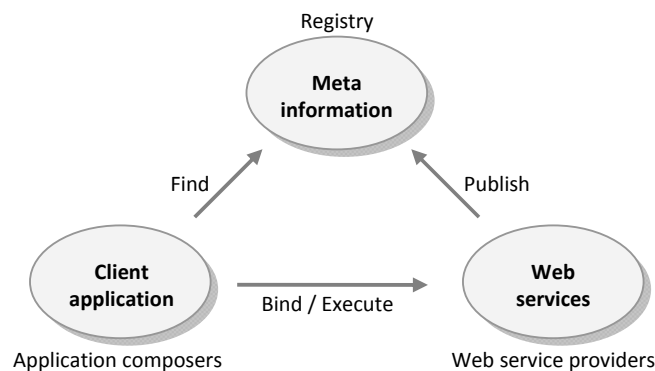 Registry
Meta
information
Find
Publish
Client
application
Web
services
Bind / Execute
Application composers
Web service providers